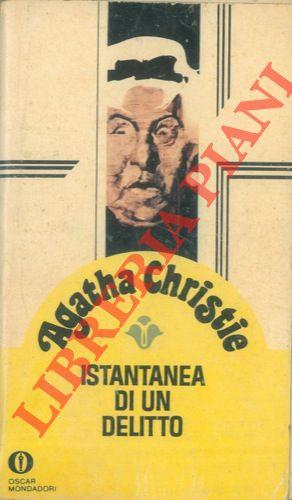 Agatha Christie
ISTANTANEA
DI UN
DELITTO
OSCAR
MONDADORI
LIBRERIA PIANI